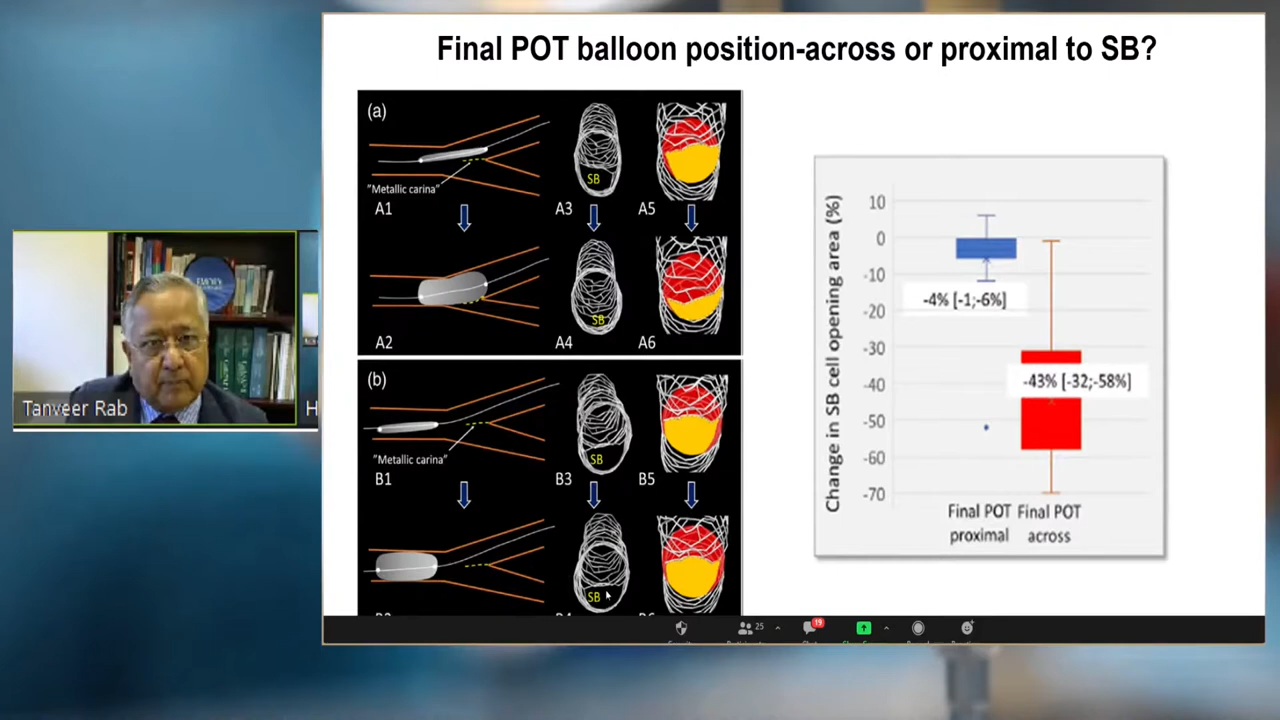 Final POT balloon position-across or proximal to SB?
(a)
"Metallic carina"
SB
A1
A3
A5
SB
A2
A4
A6
(b)
"Metallic carina"
SB
B1
B3
B5
SB
Change in SB cell opening area (%)
10
0
-10
-20
-30
-40
-50
-60
-70
-4% [-1;-6%]
-43% [-32;-58%]
Final POT proximal
Final POT across
Tanveer Rab
H
25
19